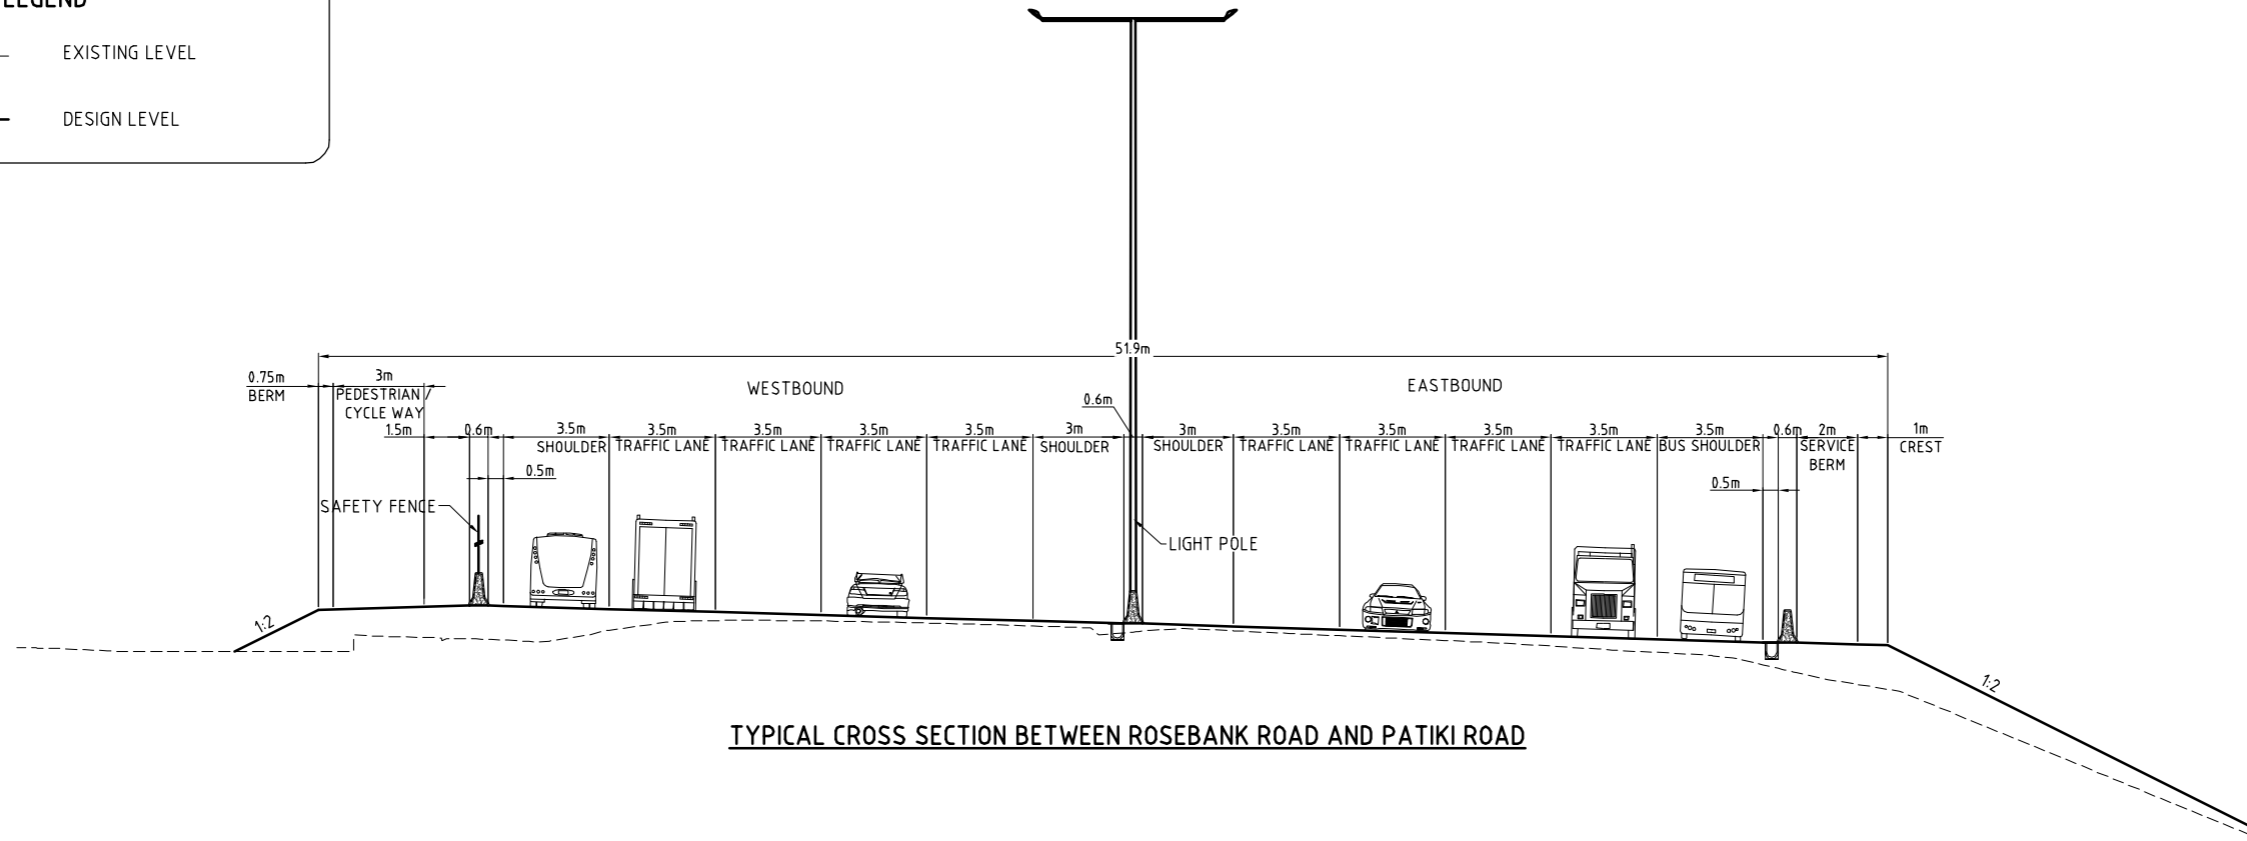 LEGEND
EXISTING LEVEL
DESIGN LEVEL
51.9m
0.75m
BERM
3m
PEDESTRIAN /
CYCLE WAY
WESTBOUND
EASTBOUND
0.6m
1.5m
0.6m
3.5m
SHOULDER
3.5m
TRAFFIC LANE
3.5m
TRAFFIC LANE
3.5m
TRAFFIC LANE
3.5m
TRAFFIC LANE
3m
SHOULDER
3m
SHOULDER
3.5m
TRAFFIC LANE
3.5m
TRAFFIC LANE
3.5m
TRAFFIC LANE
3.5m
TRAFFIC LANE
3.5m
BUS SHOULDER
0.6m
2m
SERVICE
BERM
1m
CREST
0.5m
0.5m
SAFETY FENCE
LIGHT POLE
1:2
1:2
TYPICAL CROSS SECTION BETWEEN ROSEBANK ROAD AND PATIKI ROAD